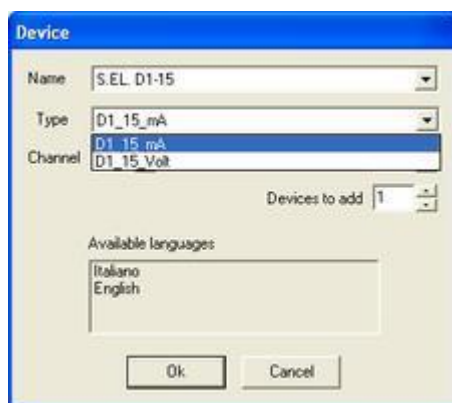 Device
Name S.EL. D1-15
Type D1_15_mA
D1_15_mA
Channel D1_15_Volt
Devices to add 1
Available languages
Italiano
English
Ok Cancel